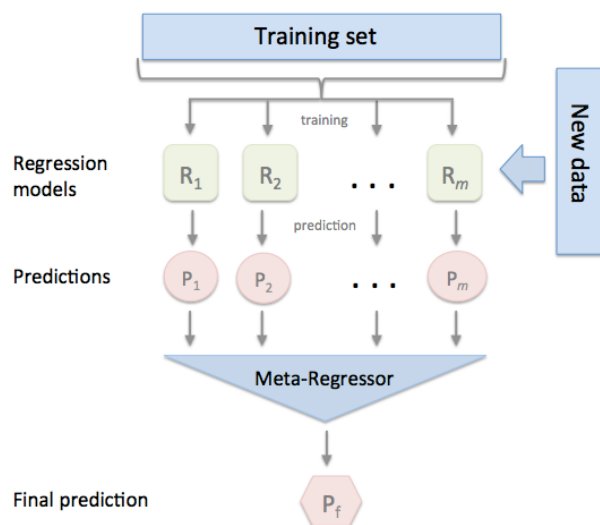 Training set
training
New data
Regression
models
R1
R2
. . .
Rm
prediction
Predictions
P1
P2
. . .
Pm
Meta-Regressor
Final prediction
Pf